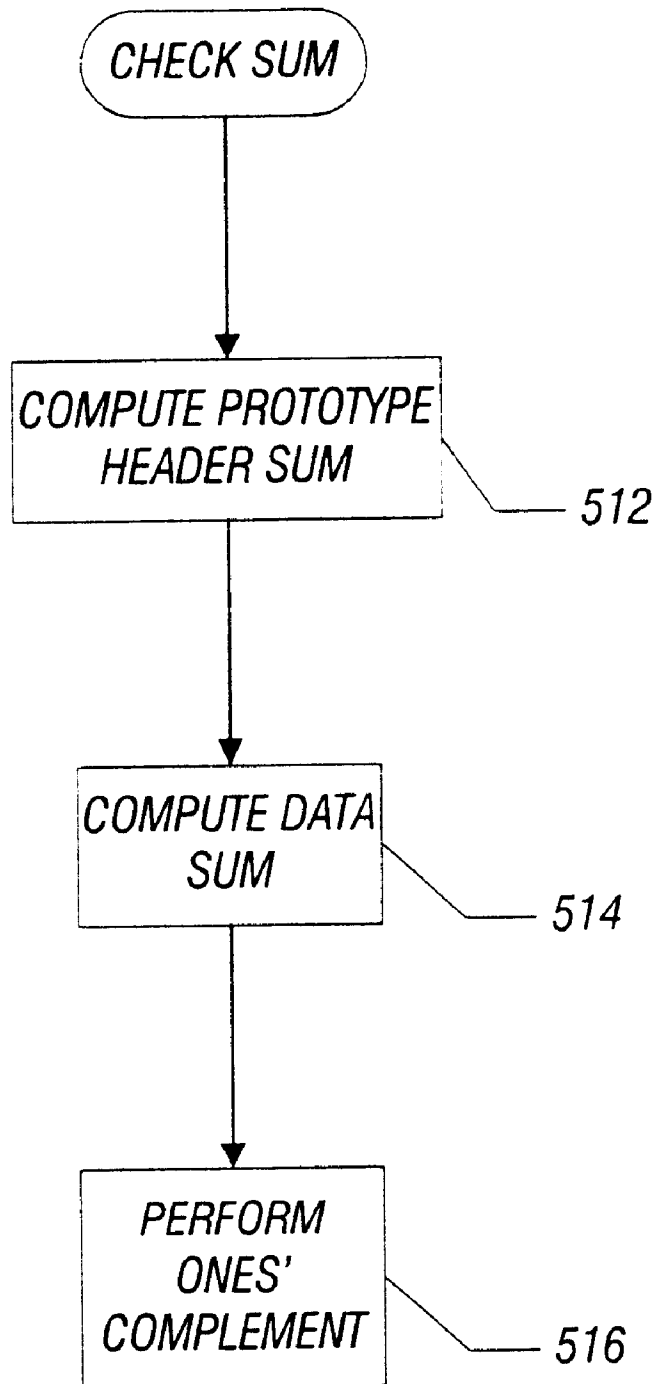 CHECK SUM
COMPUTE PROTOTYPE
HEADER SUM
512
COMPUTE DATA
SUM
514
PERFORM
ONES'
COMPLEMENT
516